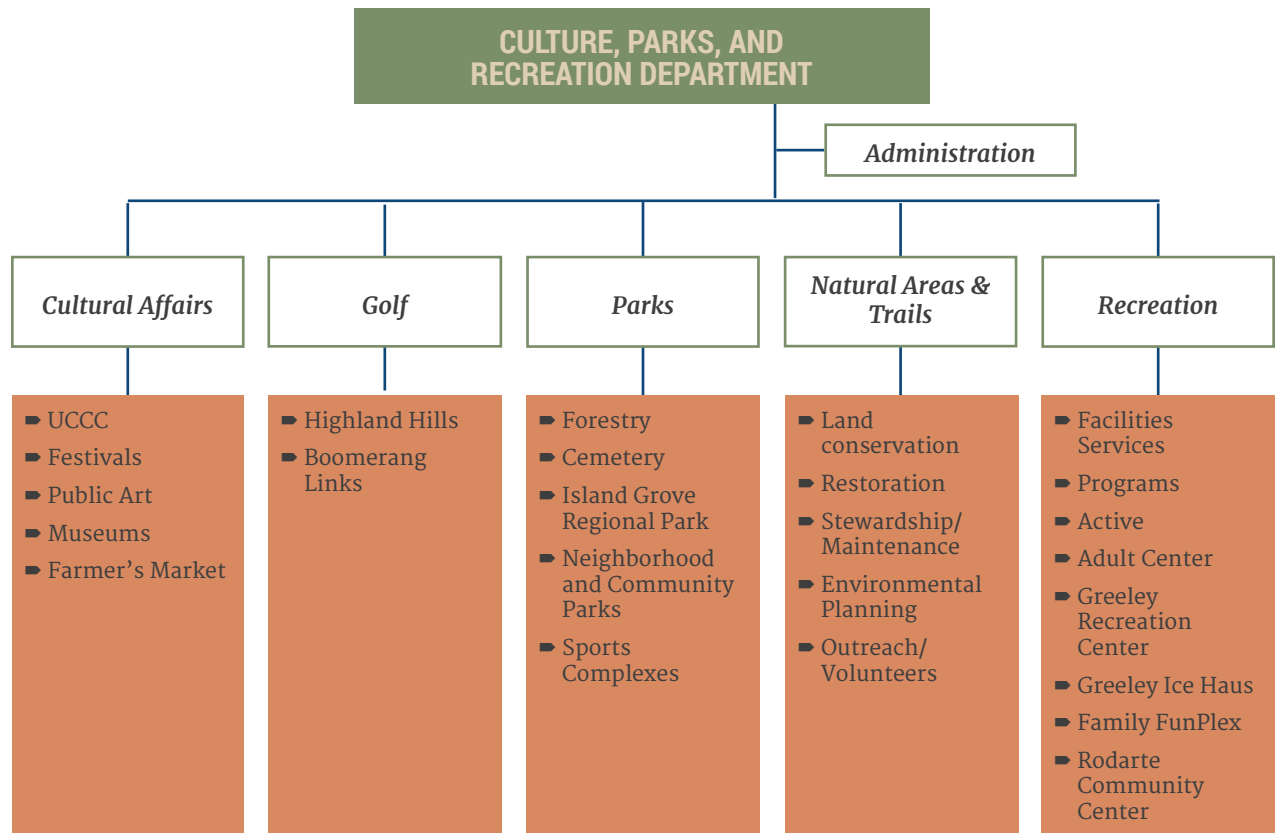 CULTURE, PARKS, AND
RECREATION DEPARTMENT
Administration
Cultural Affairs
Golf
Parks
Natural Areas &
Trails
Recreation
UCCC
Festivals
Public Art
Museums
Farmer’s Market
Highland Hills
Boomerang
Links
Forestry
Cemetery
Island Grove
Regional Park
Neighborhood
and Community
Parks
Sports
Complexes
Land
conservation
Restoration
Stewardship/
Maintenance
Environmental
Planning
Outreach/
Volunteers
Facilities
Services
Programs
Active
Adult Center
Greeley
Recreation
Center
Greeley Ice Haus
Family FunPlex
Rodarte
Community
Center